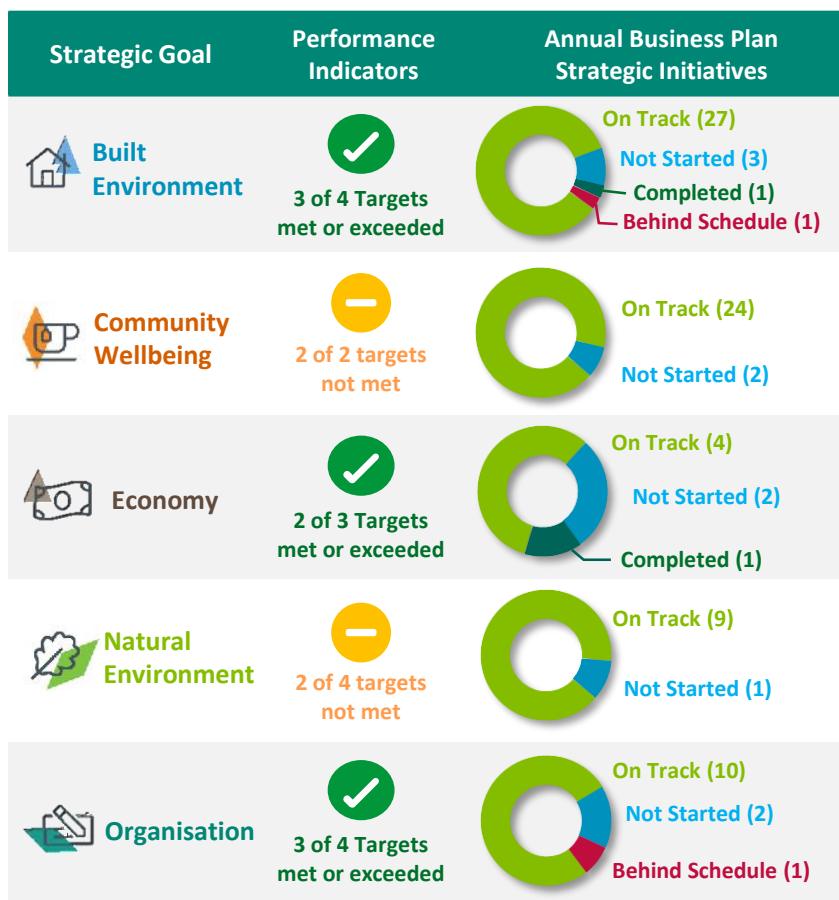 Strategic Goal
Performance
Indicators
Annual Business Plan
Strategic Initiatives
Built
Environment
3 of 4 Targets
met or exceeded
On Track (27)
Not Started (3)
Completed (1)
Behind Schedule (1)
Community
Wellbeing
2 of 2 targets
not met
On Track (24)
Not Started (2)
Economy
2 of 3 Targets
met or exceeded
On Track (4)
Not Started (2)
Completed (1)
Natural
Environment
2 of 4 targets
not met
On Track (9)
Not Started (1)
Organisation
3 of 4 Targets
met or exceeded
On Track (10)
Not Started (2)
Behind Schedule (1)